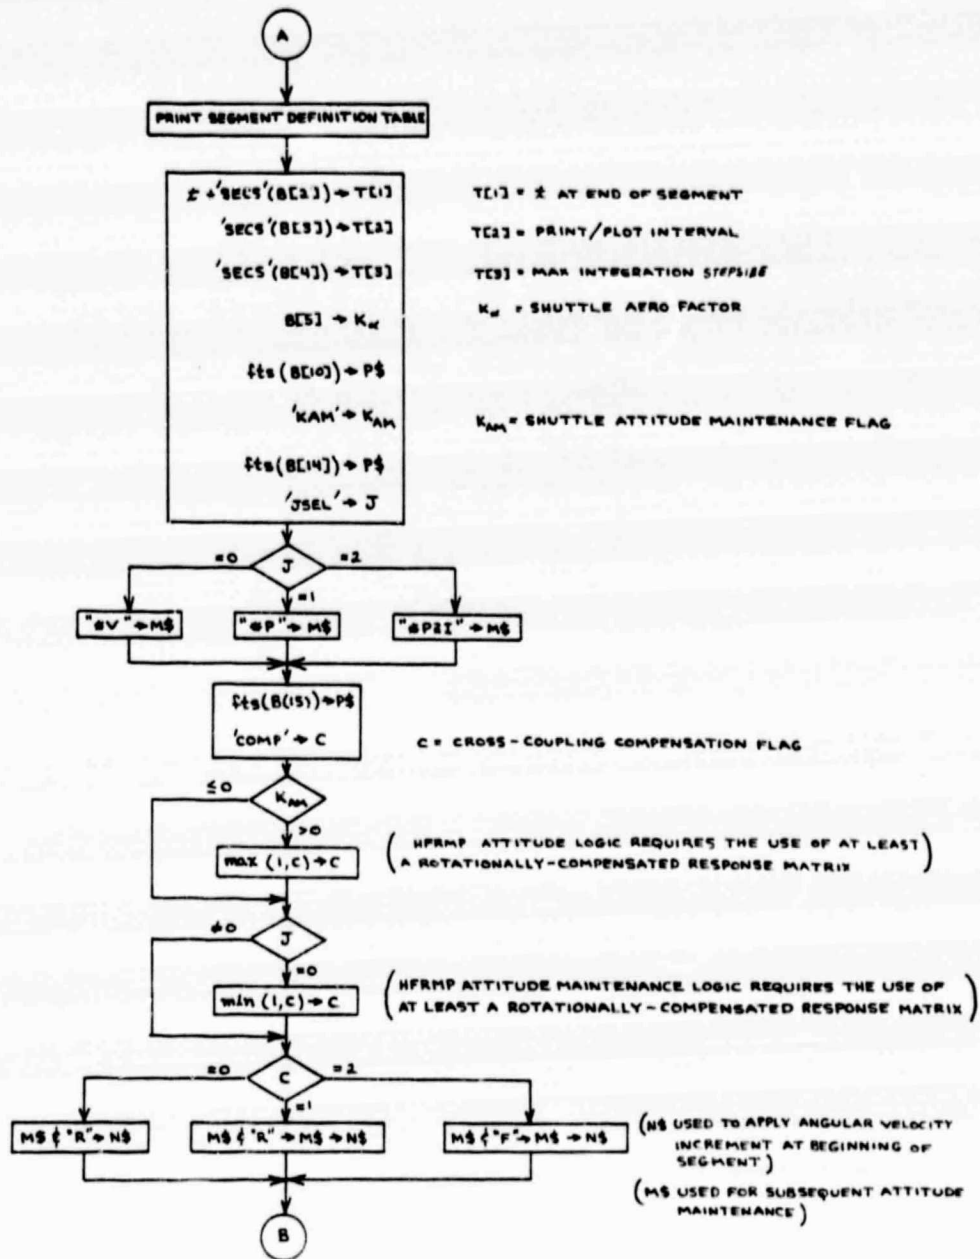 A
PRINT SEGMENT DEFINITION TABLE
t + 'SECS'(B[2]) → T[1]
T[1] = t AT END OF SEGMENT
'SECS'(B[3]) → T[2]
T[2] = PRINT/PLOT INTERVAL
'SECS'(B[4]) → T[3]
T[3] = MAX INTEGRATION STEPSIZE
B[5] → Kα
Kα = SHUTTLE AERO FACTOR
fts(B[10]) → P$
'KAM' → KAM
KAM = SHUTTLE ATTITUDE MAINTENANCE FLAG
fts(B[14]) → P$
'JSEL' → J
=0 J =2
=1
→ M$ → M$ → M$
fts(B(15)) → P$
'COMP' → C
C = CROSS-COUPLING COMPENSATION FLAG
≤0 KAM
>0
max (1,C) → C
(HFRMP ATTITUDE LOGIC REQUIRES THE USE OF AT LEAST
A ROTATIONALLY-COMPENSATED RESPONSE MATRIX)
≠0 J
=0
min (1,C) → C
(HFRMP ATTITUDE MAINTENANCE LOGIC REQUIRES THE USE OF
AT LEAST A ROTATIONALLY-COMPENSATED RESPONSE MATRIX)
=0 C =2
=1
M$ & "R" → N$ M$ & "R" → M$ → N$ M$ & "F" → M$ → N$
(N$ USED TO APPLY ANGULAR VELOCITY
INCREMENT AT BEGINNING OF
SEGMENT)
(M$ USED FOR SUBSEQUENT ATTITUDE
MAINTENANCE)
B